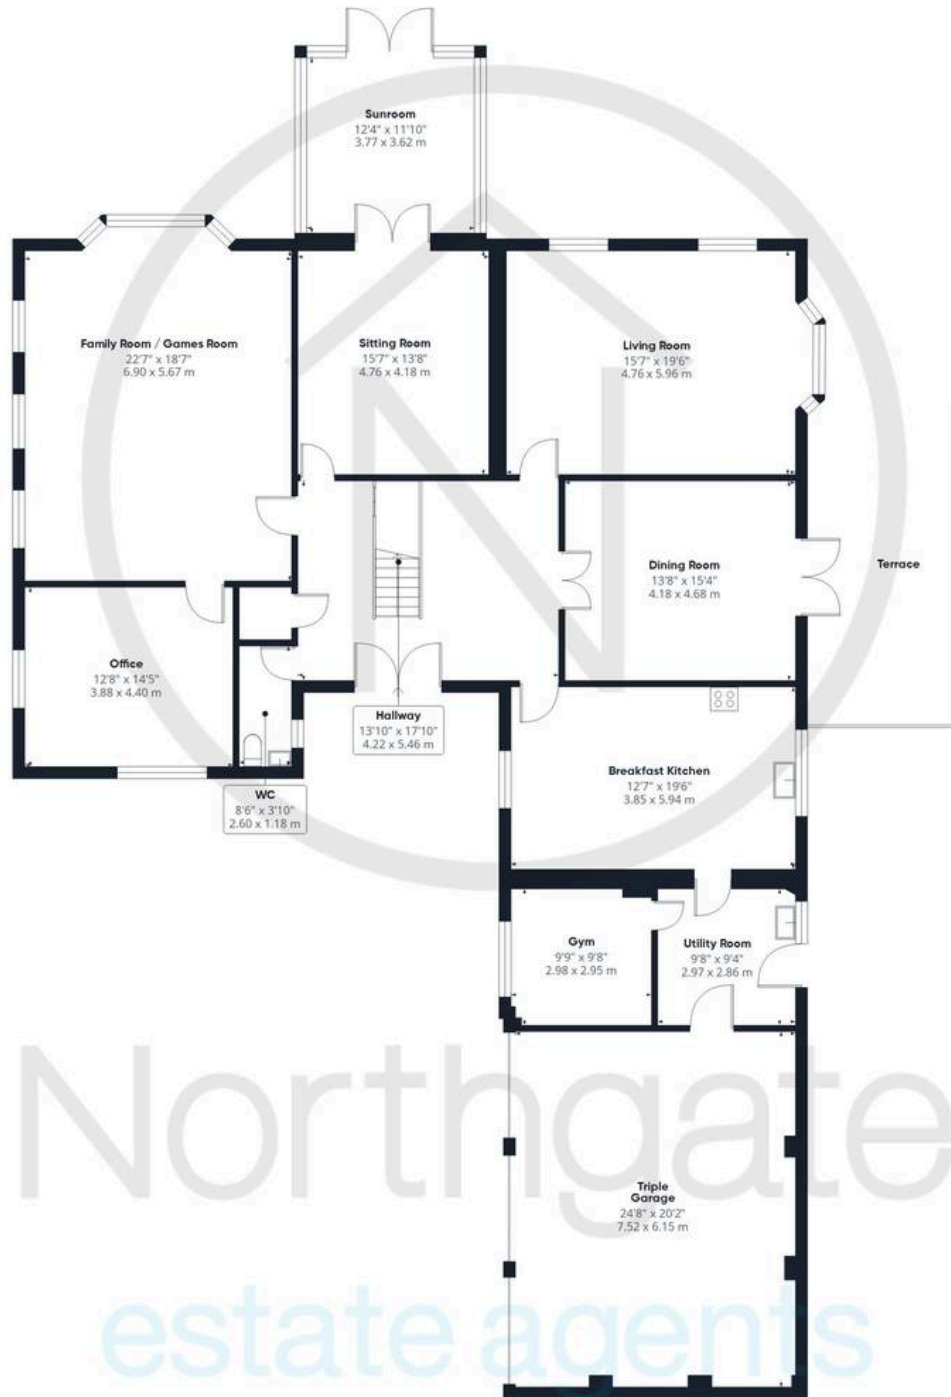 Sunroom
12'4" x 11'10"
3.77 x 3.62 m
Family Room / Games Room
22'7" x 18'7"
6.90 x 5.67 m
Sitting Room
15'7" x 13'8"
4.76 x 4.18 m
Living Room
15'7" x 19'6"
4.76 x 5.96 m
Dining Room
13'8" x 15'4"
4.18 x 4.68 m
Terrace
Office
12'8" x 14'5"
3.88 x 4.40 m
Hallway
13'10" x 17'10"
4.22 x 5.46 m
WC
8'6" x 3'10"
2.60 x 1.18 m
Breakfast Kitchen
12'7" x 19'6"
3.85 x 5.94 m
Gym
9'9" x 9'8"
2.98 x 2.95 m
Utility Room
9'8" x 9'4"
2.97 x 2.86 m
Triple
Garage
24'8" x 20'2"
7.52 x 6.15 m
Northgate
estate agents